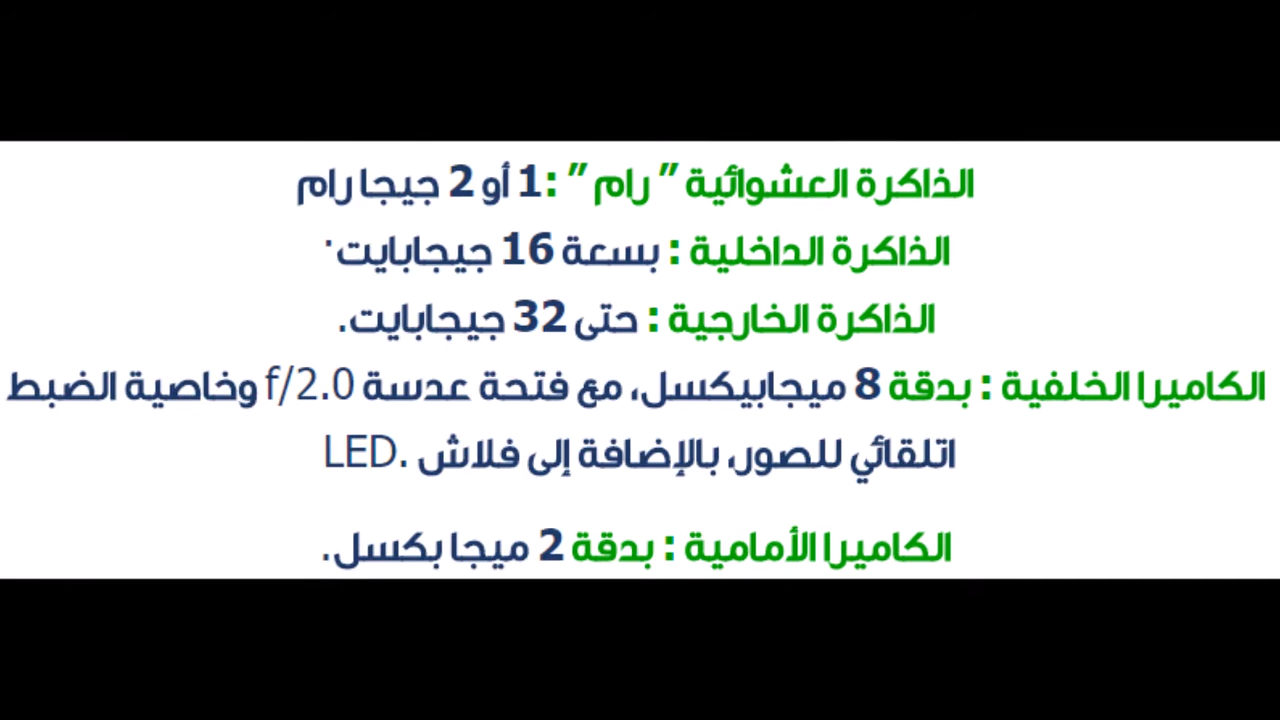 الذاكرة العشوائية ” رام ” :1 أو 2 جيجا رام
الذاكرة الداخلية : بسعة 16 جيجابايت.
الذاكرة الخارجية : حتى 32 جيجابايت.
الكاميرا الخلفية : بدقة 8 ميجابيكسل، مع فتحة عدسة f/2.0 وخاصية الضبط
اتلقائي للصور، بالإضافة إلى فلاش LED.
الكاميرا الأمامية : بدقة 2 ميجا بكسل.